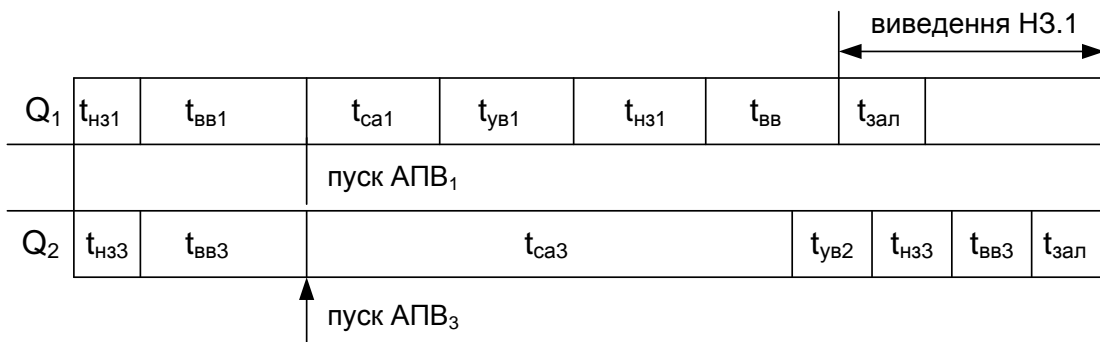 виведення НЗ.1
Q₁ tнз1 tвв1 tса1 tув1 tнз1 tвв tзал
пуск АПВ₁
Q₂ tнз3 tвв3 tса3 tув2 tнз3 tвв3 tзал
пуск АПВ₃